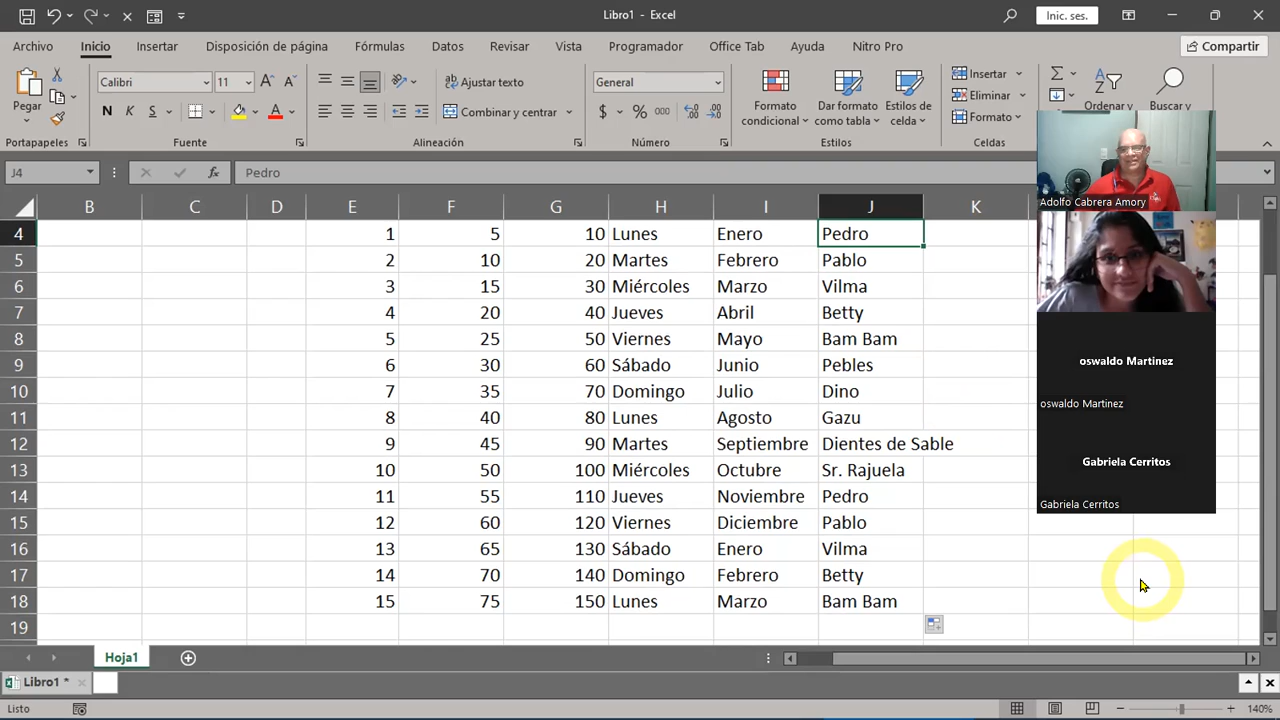 Libro1 - Excel
Inic. ses.
Archivo Inicio Insertar Disposición de página Fórmulas Datos Revisar Vista Programador Office Tab Ayuda Nitro Pro Compartir
Pegar
Calibri 11
N K S
Ajustar texto
Combinar y centrar
General
$ % 000
Formato condicional
Dar formato como tabla
Estilos de celda
Insertar
Eliminar
Formato
Ordenar y
Buscar y
Portapapeles Fuente Alineación Número Estilos Celdas
J4 fx Pedro
B C D E F G H I J K
4 1 5 10 Lunes Enero Pedro
5 2 10 20 Martes Febrero Pablo
6 3 15 30 Miércoles Marzo Vilma
7 4 20 40 Jueves Abril Betty
8 5 25 50 Viernes Mayo Bam Bam
9 6 30 60 Sábado Junio Pebles
10 7 35 70 Domingo Julio Dino
11 8 40 80 Lunes Agosto Gazu
12 9 45 90 Martes Septiembre Dientes de Sable
13 10 50 100 Miércoles Octubre Sr. Rajuela
14 11 55 110 Jueves Noviembre Pedro
15 12 60 120 Viernes Diciembre Pablo
16 13 65 130 Sábado Enero Vilma
17 14 70 140 Domingo Febrero Betty
18 15 75 150 Lunes Marzo Bam Bam
19
Adolfo Cabrera Amory
oswaldo Martinez
oswaldo Martinez
Gabriela Cerritos
Gabriela Cerritos
Hoja1
Libro1 *
Listo
140%